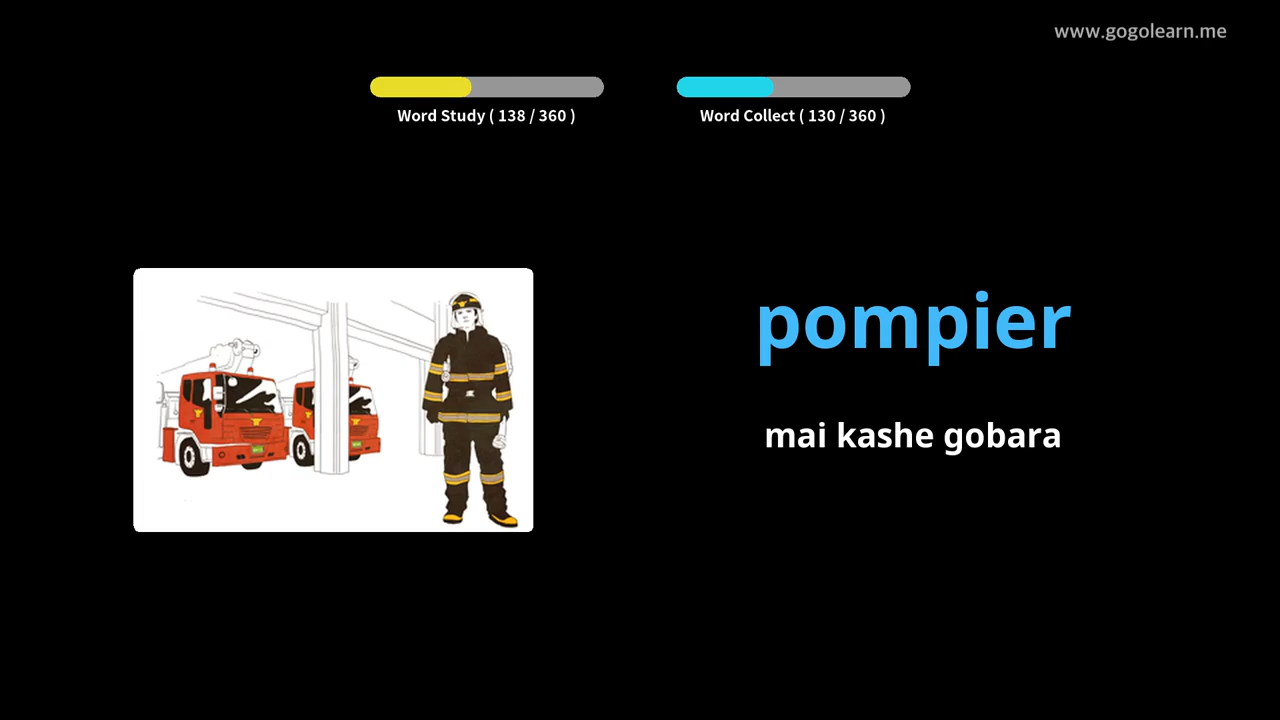 www.gogolearn.me
Word Study ( 138 / 360 )
Word Collect ( 130 / 360 )
pompier
mai kashe gobara